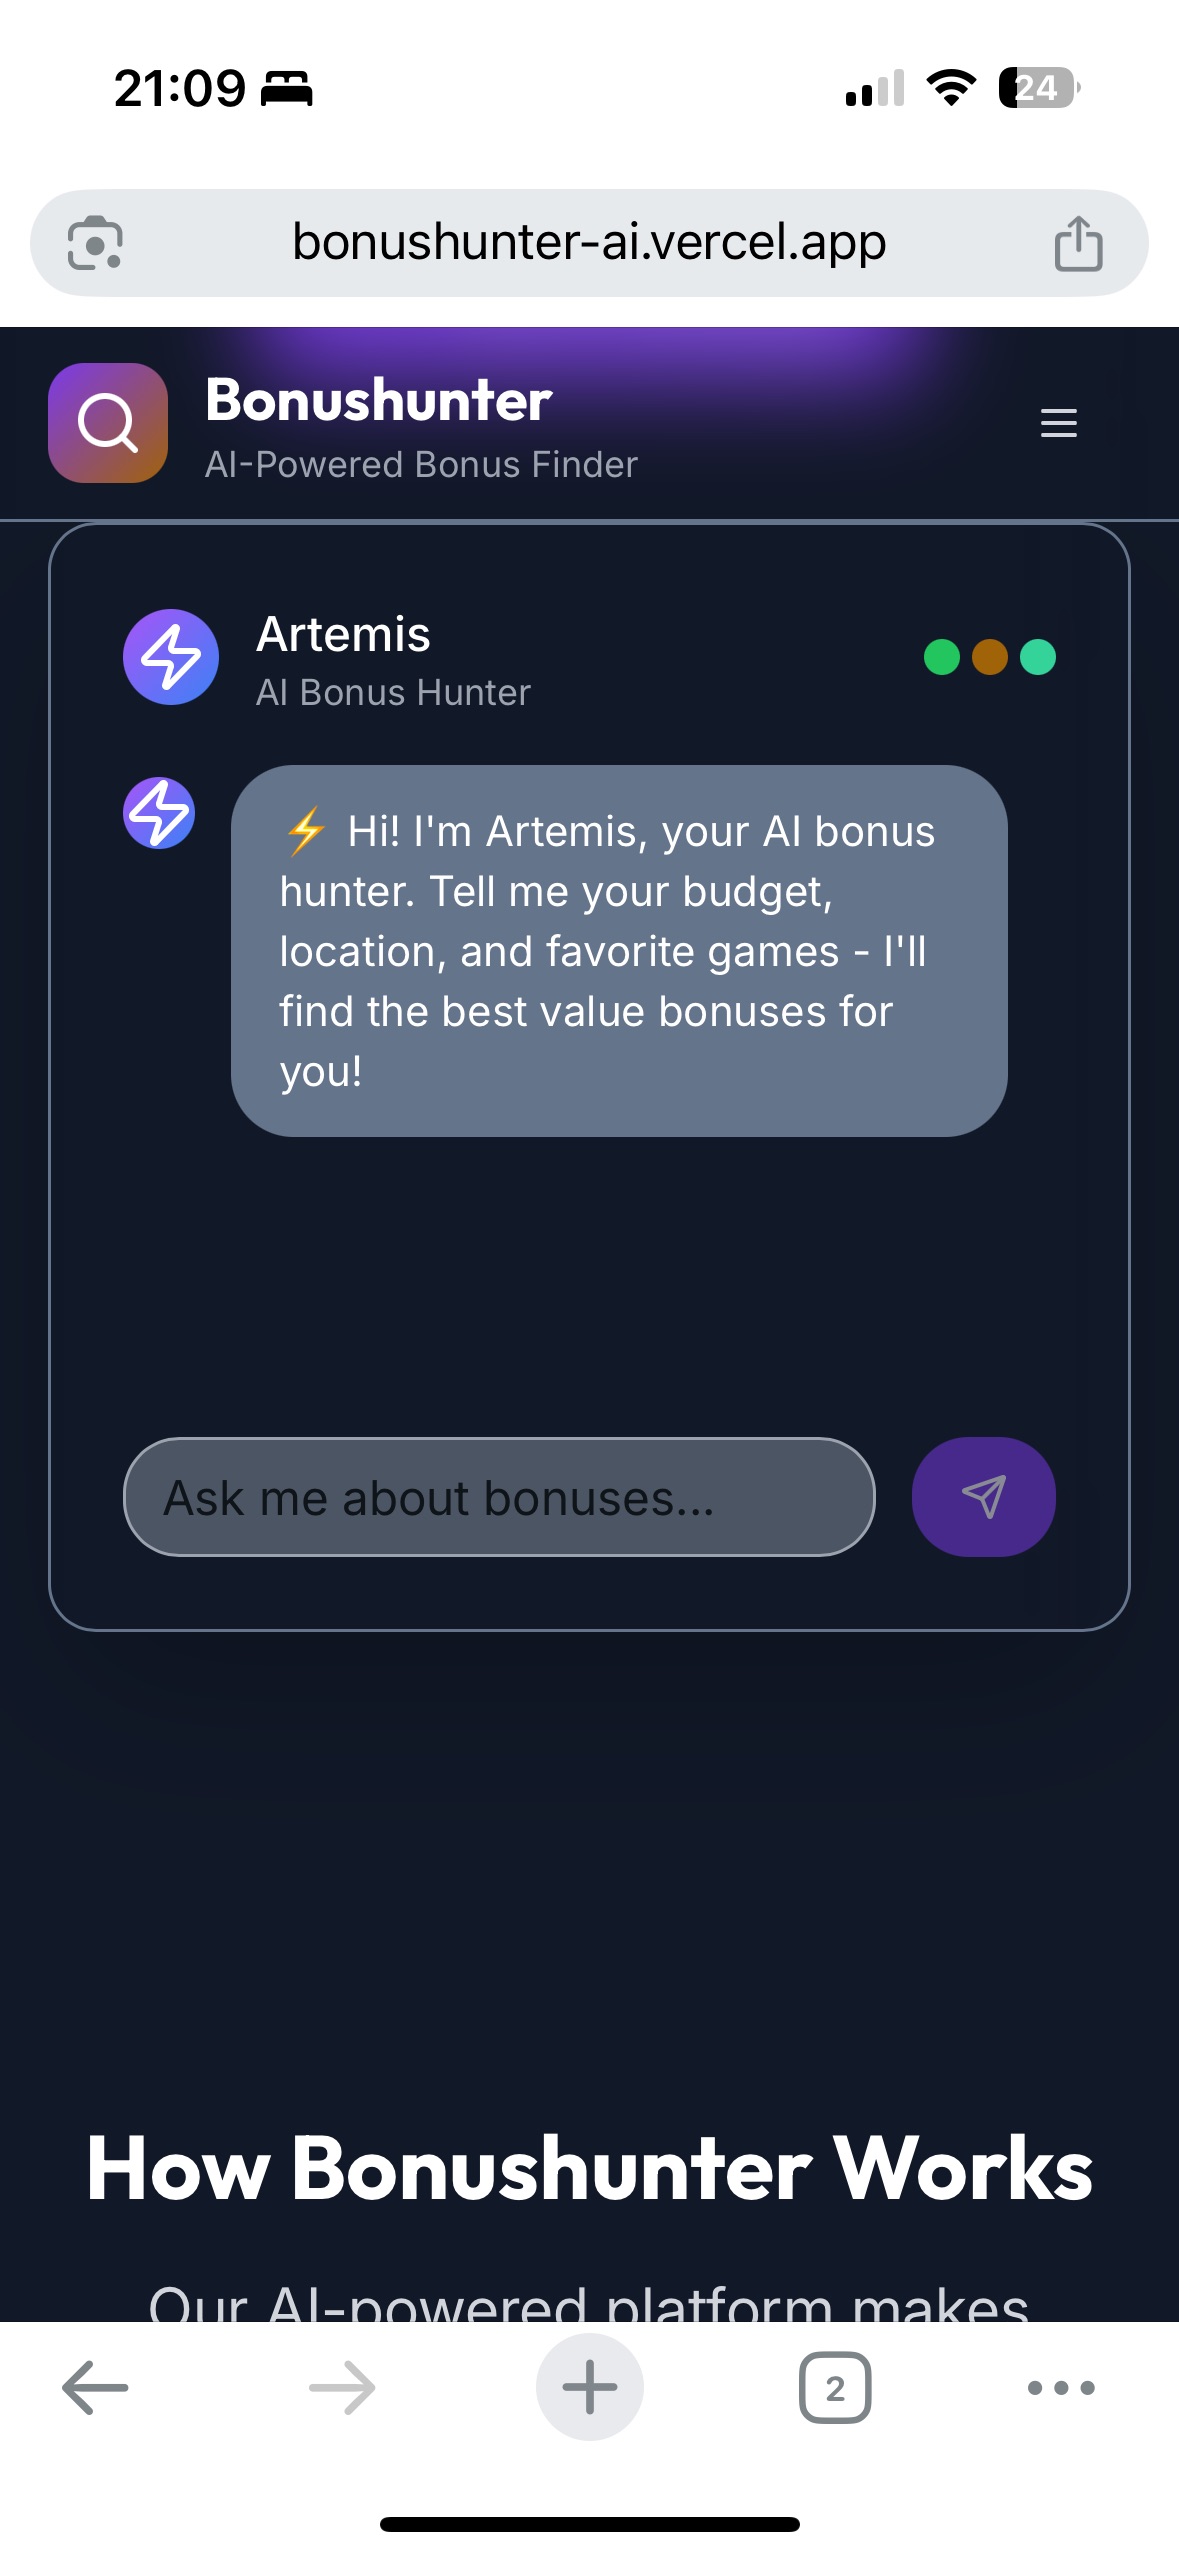 21:09
24
bonushunter-ai.vercel.app
Bonushunter
AI-Powered Bonus Finder
Artemis
AI Bonus Hunter
⚡ Hi! I'm Artemis, your AI bonus
hunter. Tell me your budget,
location, and favorite games - I'll
find the best value bonuses for
you!
Ask me about bonuses...
How Bonushunter Works
Our AI-powered platform makes
2